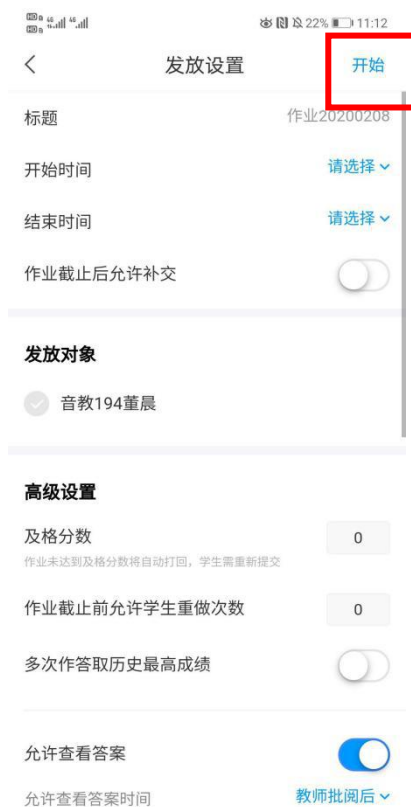 22% 11:12
发放设置 开始
标题 作业20200208
开始时间 请选择
结束时间 请选择
作业截止后允许补交
发放对象
音教194董晨
高级设置
及格分数 0
作业未达到及格分数将自动打回，学生需重新提交
作业截止前允许学生重做次数 0
多次作答取历史最高成绩
允许查看答案
允许查看答案时间 教师批阅后